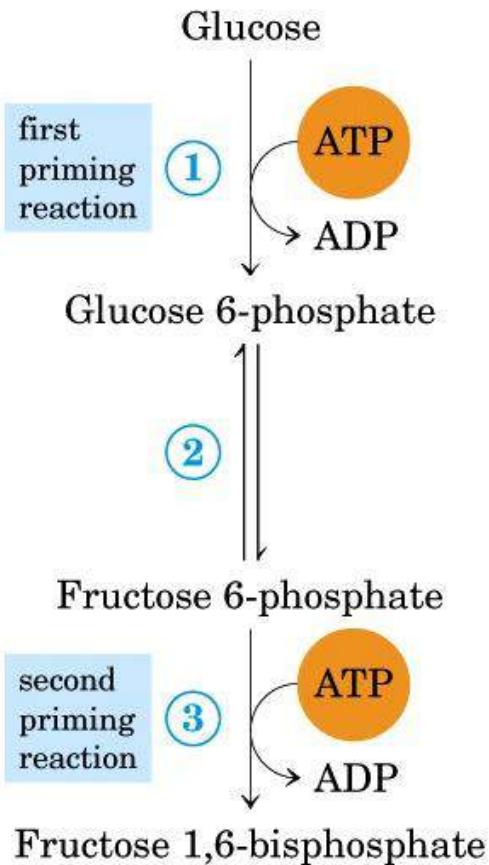 Glucose
first
priming
reaction
1
ATP
ADP
Glucose 6-phosphate
2
Fructose 6-phosphate
second
priming
reaction
3
ATP
ADP
Fructose 1,6-bisphosphate